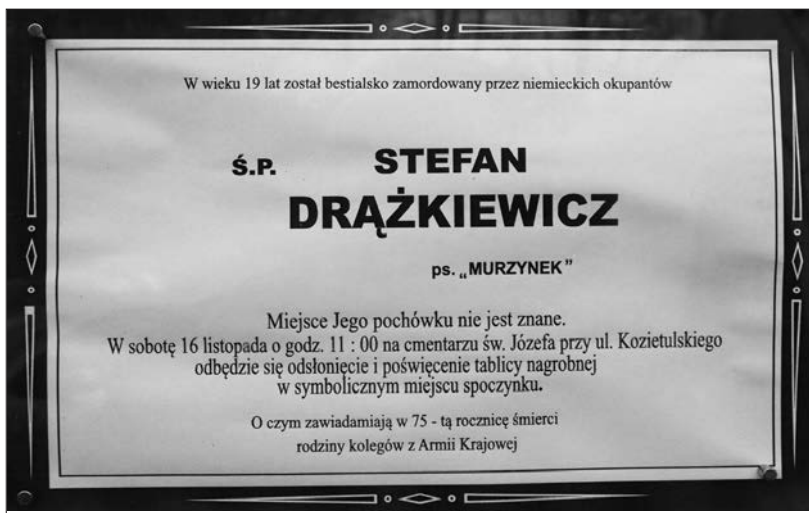 W wieku 19 lat został bestialsko zamordowany przez niemieckich okupantów
Ś.P. STEFAN
DRĄŻKIEWICZ
ps. „MURZYNEK”
Miejsce Jego pochówku nie jest znane.
W sobotę 16 listopada o godz. 11 : 00 na cmentarzu św. Józefa przy ul. Kozietulskiego
odbędzie się odsłonięcie i poświęcenie tablicy nagrobnej
w symbolicznym miejscu spoczynku.
O czym zawiadamiają w 75 - tą rocznicę śmierci
rodziny kolegów z Armii Krajowej